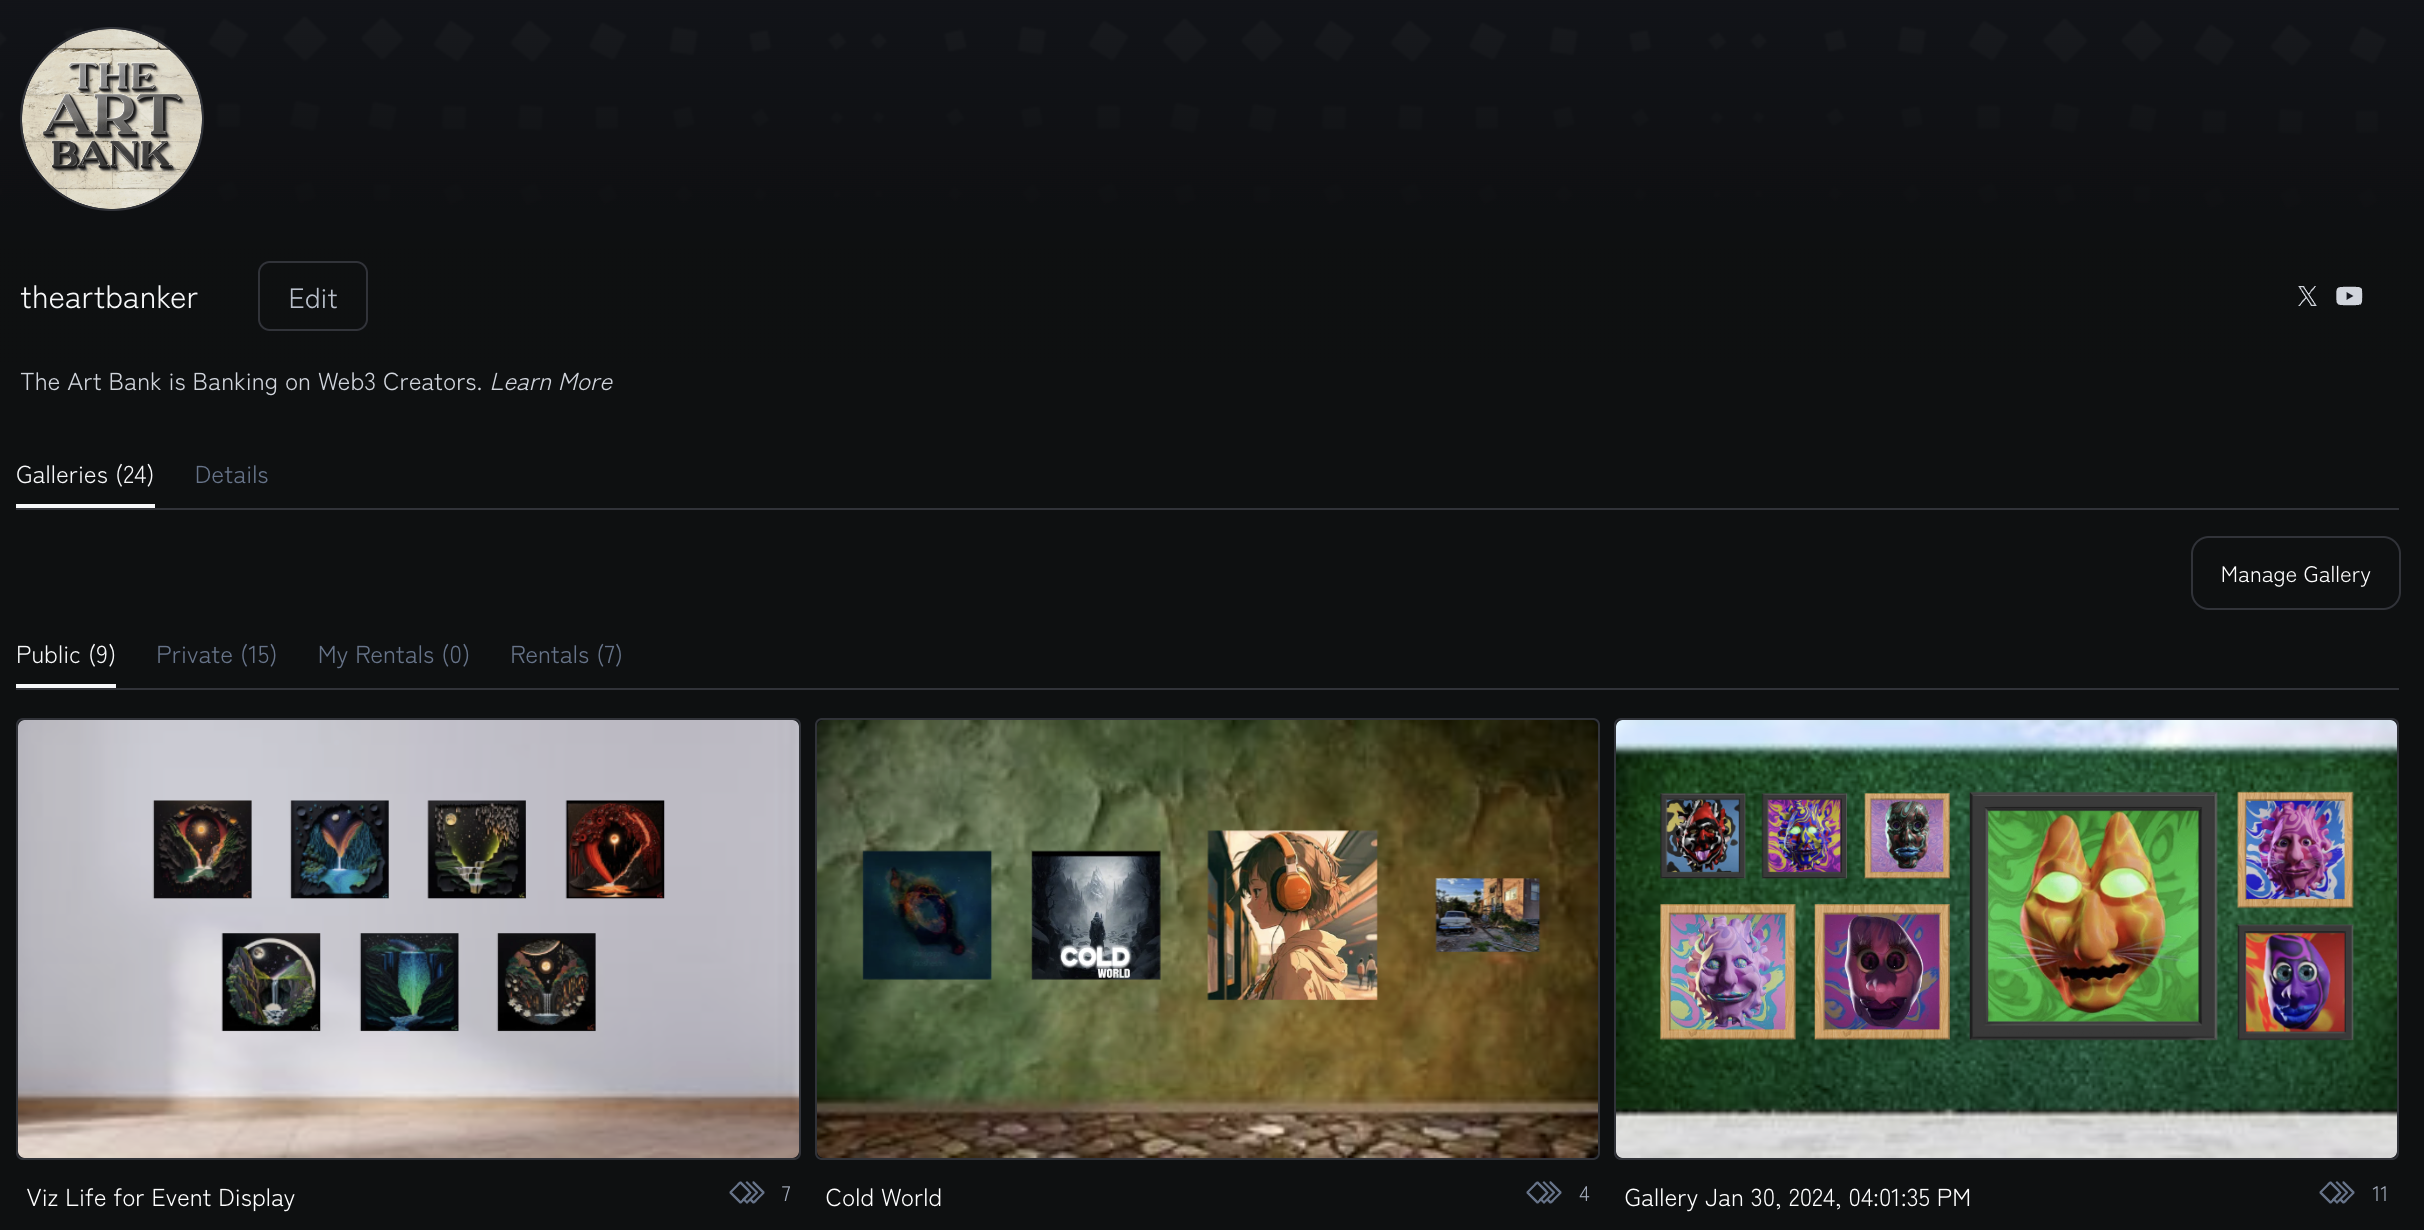 THE
ART
BANK
theartbanker
Edit
The Art Bank is Banking on Web3 Creators. Learn More
Galleries (24)
Details
Manage Gallery
Public (9)
Private (15)
My Rentals (0)
Rentals (7)
COLD
WORLD
Viz Life for Event Display
7
Cold World
4
Gallery Jan 30, 2024, 04:01:35 PM
11